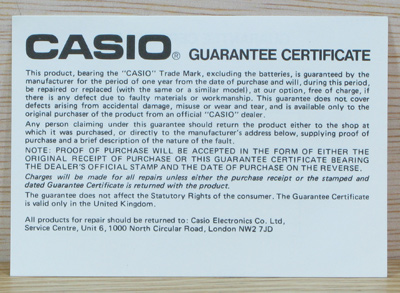 CASIO® GUARANTEE CERTIFICATE
This product, bearing the "CASIO" Trade Mark, excluding the batteries, is guaranteed by the
manufacturer for the period of one year from the date of purchase and will, during this period,
be repaired or replaced (with the same or a similar model), at our option, free of charge, if
there is any defect due to faulty materials or workmanship. This guarantee does not cover
defects arising from accidental damage, misuse or wear and tear, and is available only to the
original purchaser of the product from an official "CASIO" dealer.
Any person claiming under this guarantee should return the product either to the shop at
which it was purchased, or directly to the manufacturer's address below, supplying proof of
purchase and a brief description of the nature of the fault.
NOTE: PROOF OF PURCHASE WILL BE ACCEPTED IN THE FORM OF EITHER THE
ORIGINAL RECEIPT OF PURCHASE OR THIS GUARANTEE CERTIFICATE BEARING
THE DEALER'S OFFICIAL STAMP AND THE DATE OF PURCHASE ON THE REVERSE.
Charges will be made for all repairs unless either the purchase receipt or the stamped and
dated Guarantee Certificate is returned with the product.
The guarantee does not affect the Statutory Rights of the consumer. The Guarantee Certificate
is valid only in the United Kingdom.
All products for repair should be returned to: Casio Electronics Co. Ltd,
Service Centre, Unit 6, 1000 North Circular Road, London NW2 7JD